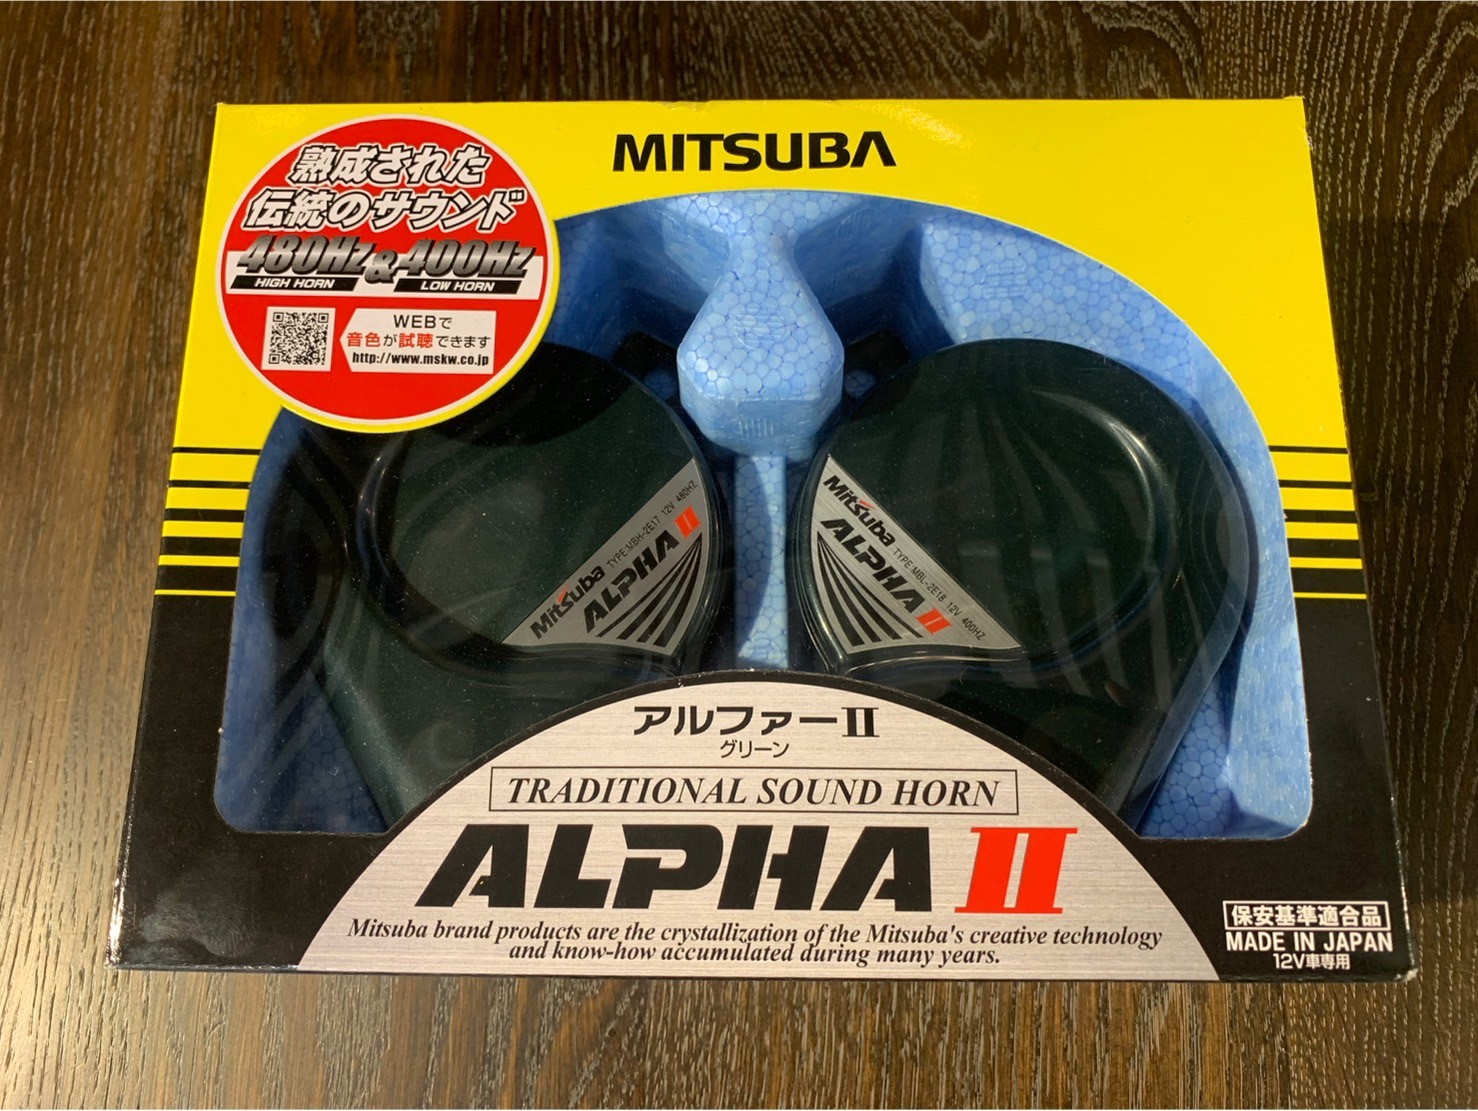 MITSUBA
熟成された
伝統のサウンド
480Hz & 400Hz
HIGH HORN LOW HORN
WEBで
音色が試聴できます
http://www.mskw.co.jp
Mitsuba TYPE:MBH-2E17 12V 480HZ
ALPHA II
Mitsuba TYPE:MBL-2E18 12V 400HZ
ALPHA II
アルファーII
グリーン
TRADITIONAL SOUND HORN
ALPHA II
Mitsuba brand products are the crystallization of the Mitsuba's creative technology
and know-how accumulated during many years.
保安基準適合品
MADE IN JAPAN
12V車専用